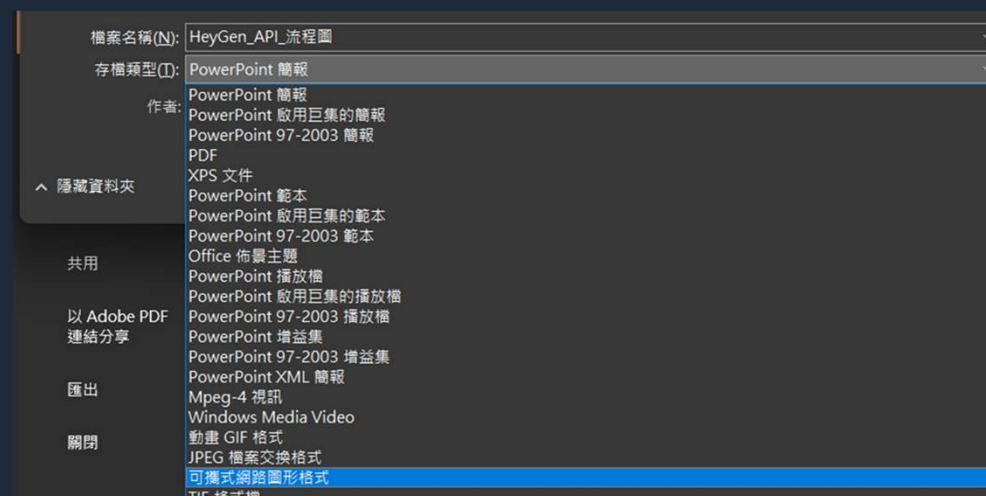 檔案名稱(N): HeyGen_API_流程圖
存檔類型(T): PowerPoint 簡報
作者:
PowerPoint 簡報
PowerPoint 啟用巨集的簡報
PowerPoint 97-2003 簡報
PDF
XPS 文件
PowerPoint 範本
PowerPoint 啟用巨集的範本
PowerPoint 97-2003 範本
Office 佈景主題
PowerPoint 播放檔
PowerPoint 啟用巨集的播放檔
PowerPoint 97-2003 播放檔
PowerPoint 增益集
PowerPoint 97-2003 增益集
PowerPoint XML 簡報
Mpeg-4 視訊
Windows Media Video
動畫 GIF 格式
JPEG 檔案交換格式
可攜式網路圖形格式
TIF 格式檔
隱藏資料夾
共用
以 Adobe PDF
連結分享
匯出
關閉